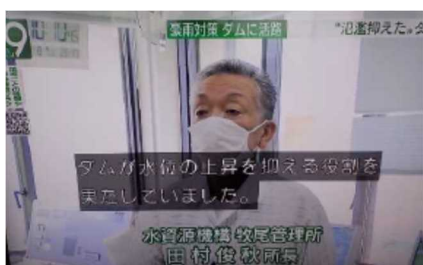 9
豪雨対策 ダムに活路
"氾濫抑えた"ダ
ダムが水位の上昇を抑える役割を
果たしていました。
水資源機構 牧尾管理所
田村俊秋所長